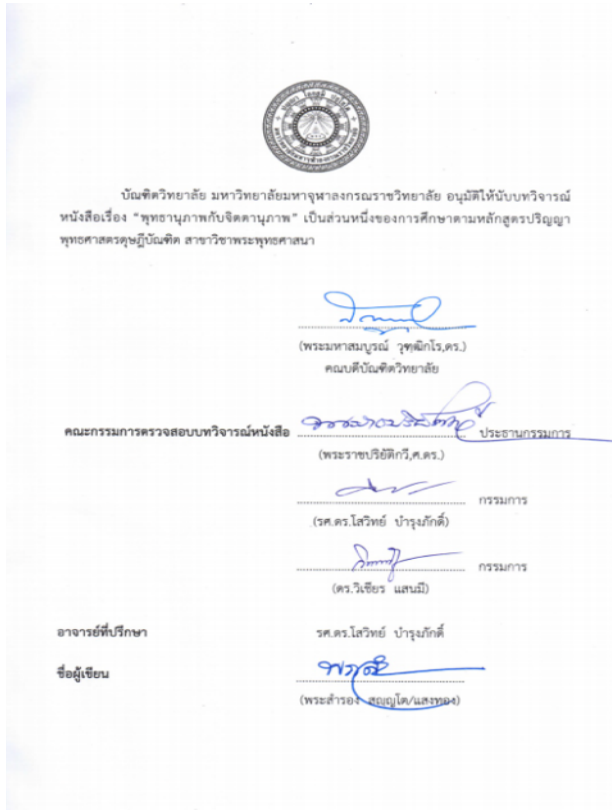 บัณฑิตวิทยาลัย มหาวิทยาลัยมหาจุฬาลงกรณราชวิทยาลัย อนุมัติให้นับบทวิจารณ์
หนังสือเรื่อง "พุทธานุภาพกับจิตตานุภาพ" เป็นส่วนหนึ่งของการศึกษาตามหลักสูตรปริญญา
พุทธศาสตรดุษฎีบัณฑิต สาขาวิชาพระพุทธศาสนา
(พระมหาสมบูรณ์ วุฑฺฒิกโร,ดร.)
คณบดีบัณฑิตวิทยาลัย
คณะกรรมการตรวจสอบบทวิจารณ์หนังสือ ประธานกรรมการ
(พระราชปริยัติกวี,ศ.ดร.)
กรรมการ
(รศ.ดร.โสวิทย์ บำรุงภักดิ์)
กรรมการ
(ดร.วิเชียร แสนมี)
อาจารย์ที่ปรึกษา รศ.ดร.โสวิทย์ บำรุงภักดิ์
ชื่อผู้เขียน
(พระสำรอง สญฺญโต/แสงทอง)